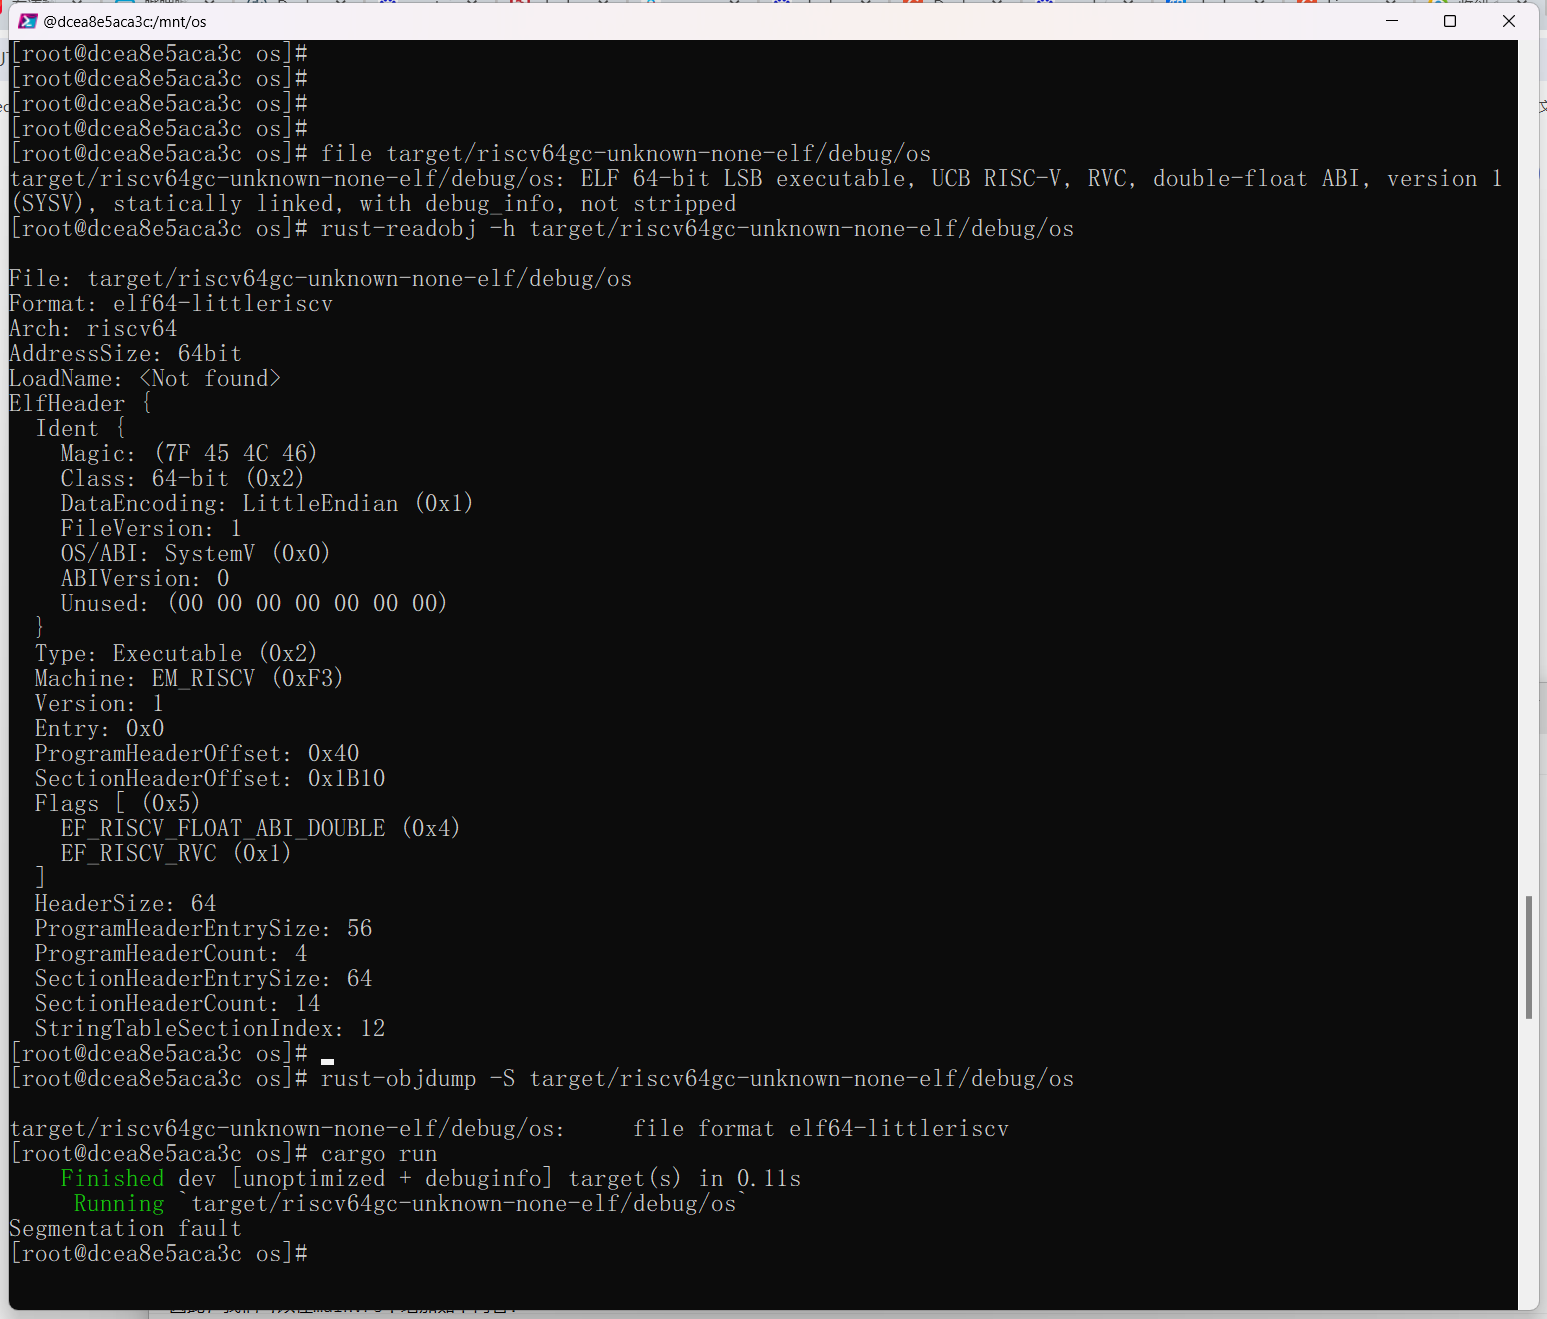 @dcea8e5aca3c:/mnt/os
[root@dcea8e5aca3c os]#
[root@dcea8e5aca3c os]#
[root@dcea8e5aca3c os]#
[root@dcea8e5aca3c os]#
[root@dcea8e5aca3c os]# file target/riscv64gc-unknown-none-elf/debug/os
target/riscv64gc-unknown-none-elf/debug/os: ELF 64-bit LSB executable, UCB RISC-V, RVC, double-float ABI, version 1
(SYSV), statically linked, with debug_info, not stripped
[root@dcea8e5aca3c os]# rust-readobj -h target/riscv64gc-unknown-none-elf/debug/os
File: target/riscv64gc-unknown-none-elf/debug/os
Format: elf64-littleriscv
Arch: riscv64
AddressSize: 64bit
LoadName: <Not found>
ElfHeader {
  Ident {
    Magic: (7F 45 4C 46)
    Class: 64-bit (0x2)
    DataEncoding: LittleEndian (0x1)
    FileVersion: 1
    OS/ABI: SystemV (0x0)
    ABIVersion: 0
    Unused: (00 00 00 00 00 00 00)
  }
  Type: Executable (0x2)
  Machine: EM_RISCV (0xF3)
  Version: 1
  Entry: 0x0
  ProgramHeaderOffset: 0x40
  SectionHeaderOffset: 0x1B10
  Flags [ (0x5)
    EF_RISCV_FLOAT_ABI_DOUBLE (0x4)
    EF_RISCV_RVC (0x1)
  ]
  HeaderSize: 64
  ProgramHeaderEntrySize: 56
  ProgramHeaderCount: 4
  SectionHeaderEntrySize: 64
  SectionHeaderCount: 14
  StringTableSectionIndex: 12
[root@dcea8e5aca3c os]#
[root@dcea8e5aca3c os]# rust-objdump -S target/riscv64gc-unknown-none-elf/debug/os
target/riscv64gc-unknown-none-elf/debug/os:     file format elf64-littleriscv
[root@dcea8e5aca3c os]# cargo run
    Finished dev [unoptimized + debuginfo] target(s) in 0.11s
     Running `target/riscv64gc-unknown-none-elf/debug/os`
Segmentation fault
[root@dcea8e5aca3c os]#